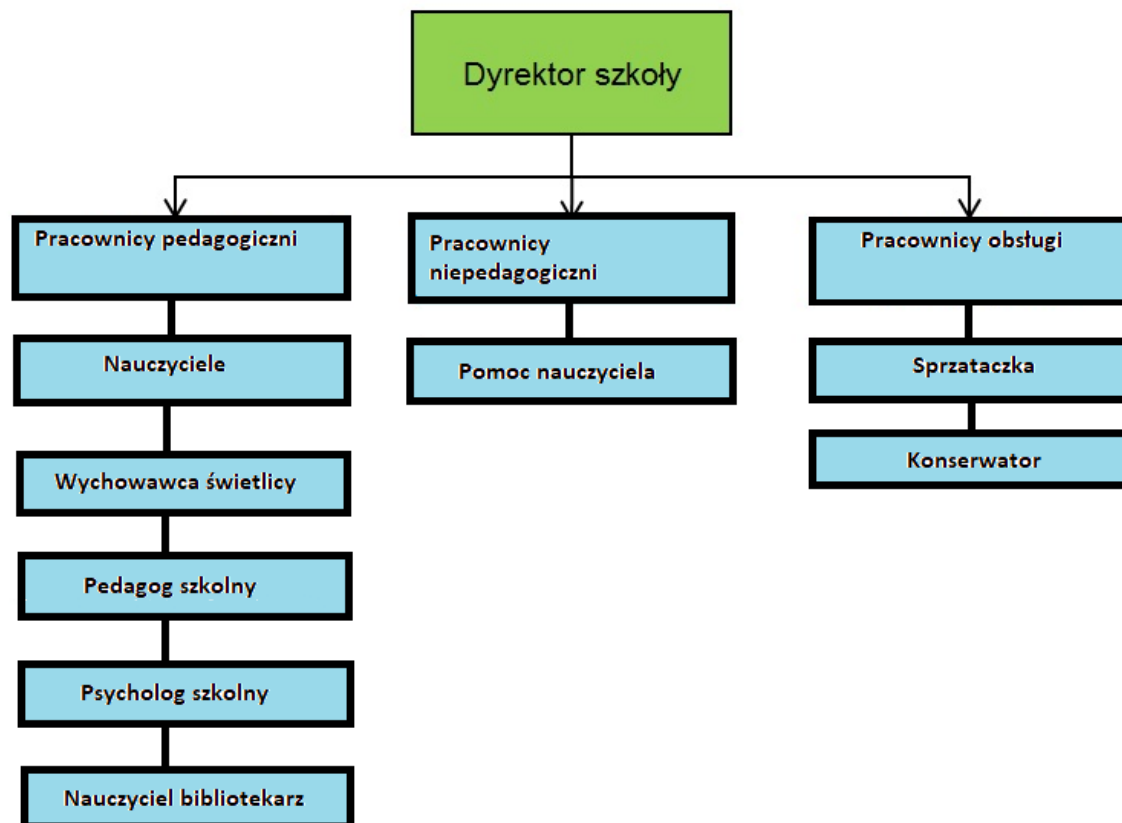 Dyrektor szkoły
Pracownicy pedagogiczni
Nauczyciele
Wychowawca świetlicy
Pedagog szkolny
Psycholog szkolny
Nauczyciel bibliotekarz
Pracownicy
niepedagogiczni
Pomoc nauczyciela
Pracownicy obsługi
Sprzataczka
Konserwator